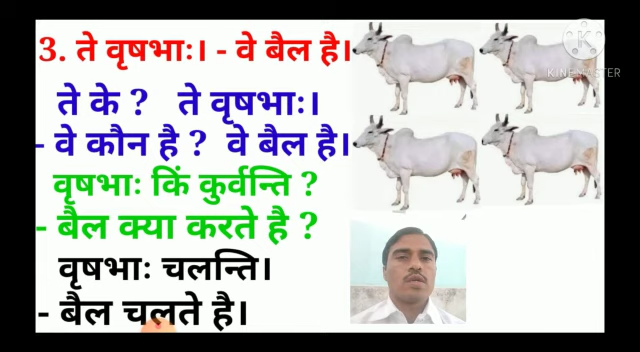 3. ते वृषभाः। - वे बैल है।
ते के ? ते वृषभाः।
- वे कौन है ? वे बैल है।
वृषभाः किं कुर्वन्ति ?
- बैल क्या करते है ?
वृषभाः चलन्ति।
- बैल चलते है।
KINEMASTER